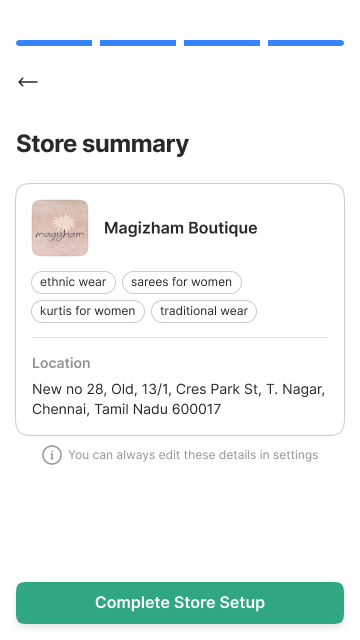 Store summary
magizham
Magizham Boutique
ethnic wear
sarees for women
kurtis for women
traditional wear
Location
New no 28, Old, 13/1, Cres Park St, T. Nagar,
Chennai, Tamil Nadu 600017
You can always edit these details in settings
Complete Store Setup